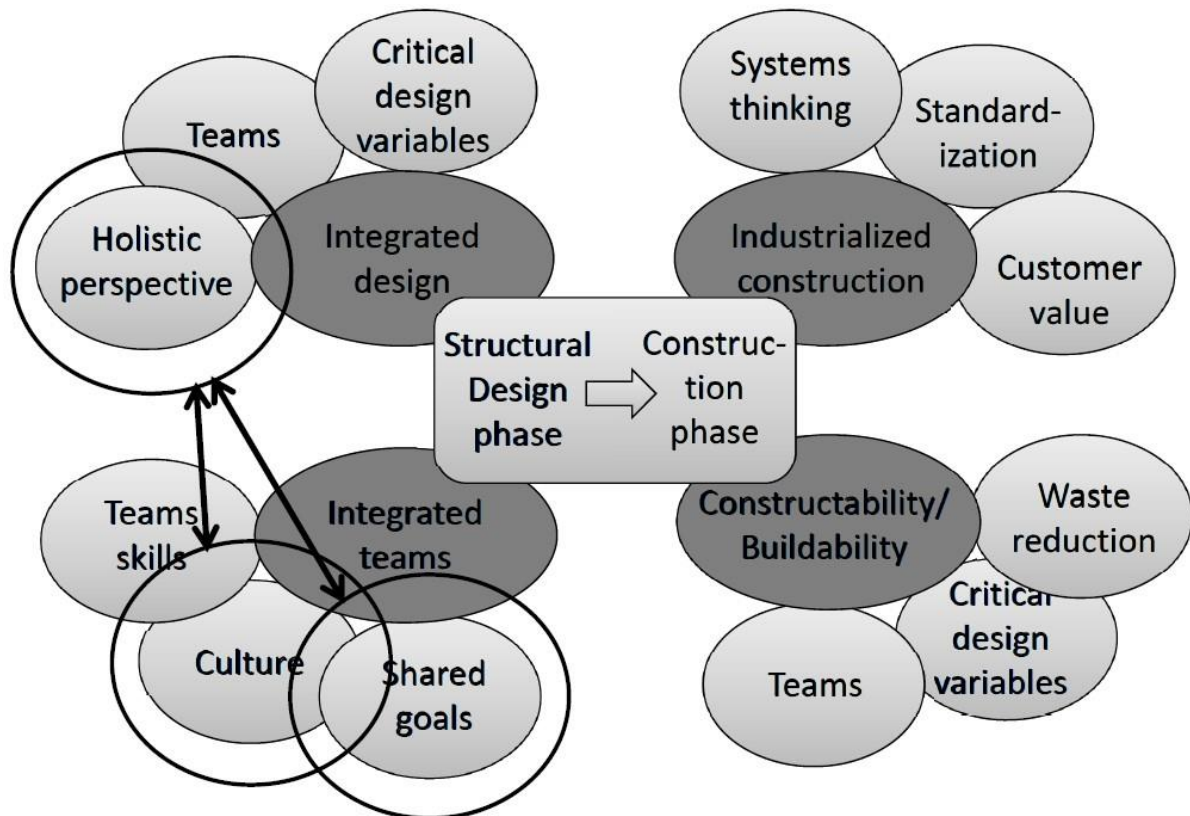 Critical
design
variables
Teams
Holistic
perspective
Integrated
design
Systems
thinking
Standard-
ization
Industrialized
construction
Customer
value
Structural
Design
phase
Construc-
tion
phase
Teams
skills
Integrated
teams
Culture
Shared
goals
Constructability/
Buildability
Waste
reduction
Critical
design
variables
Teams